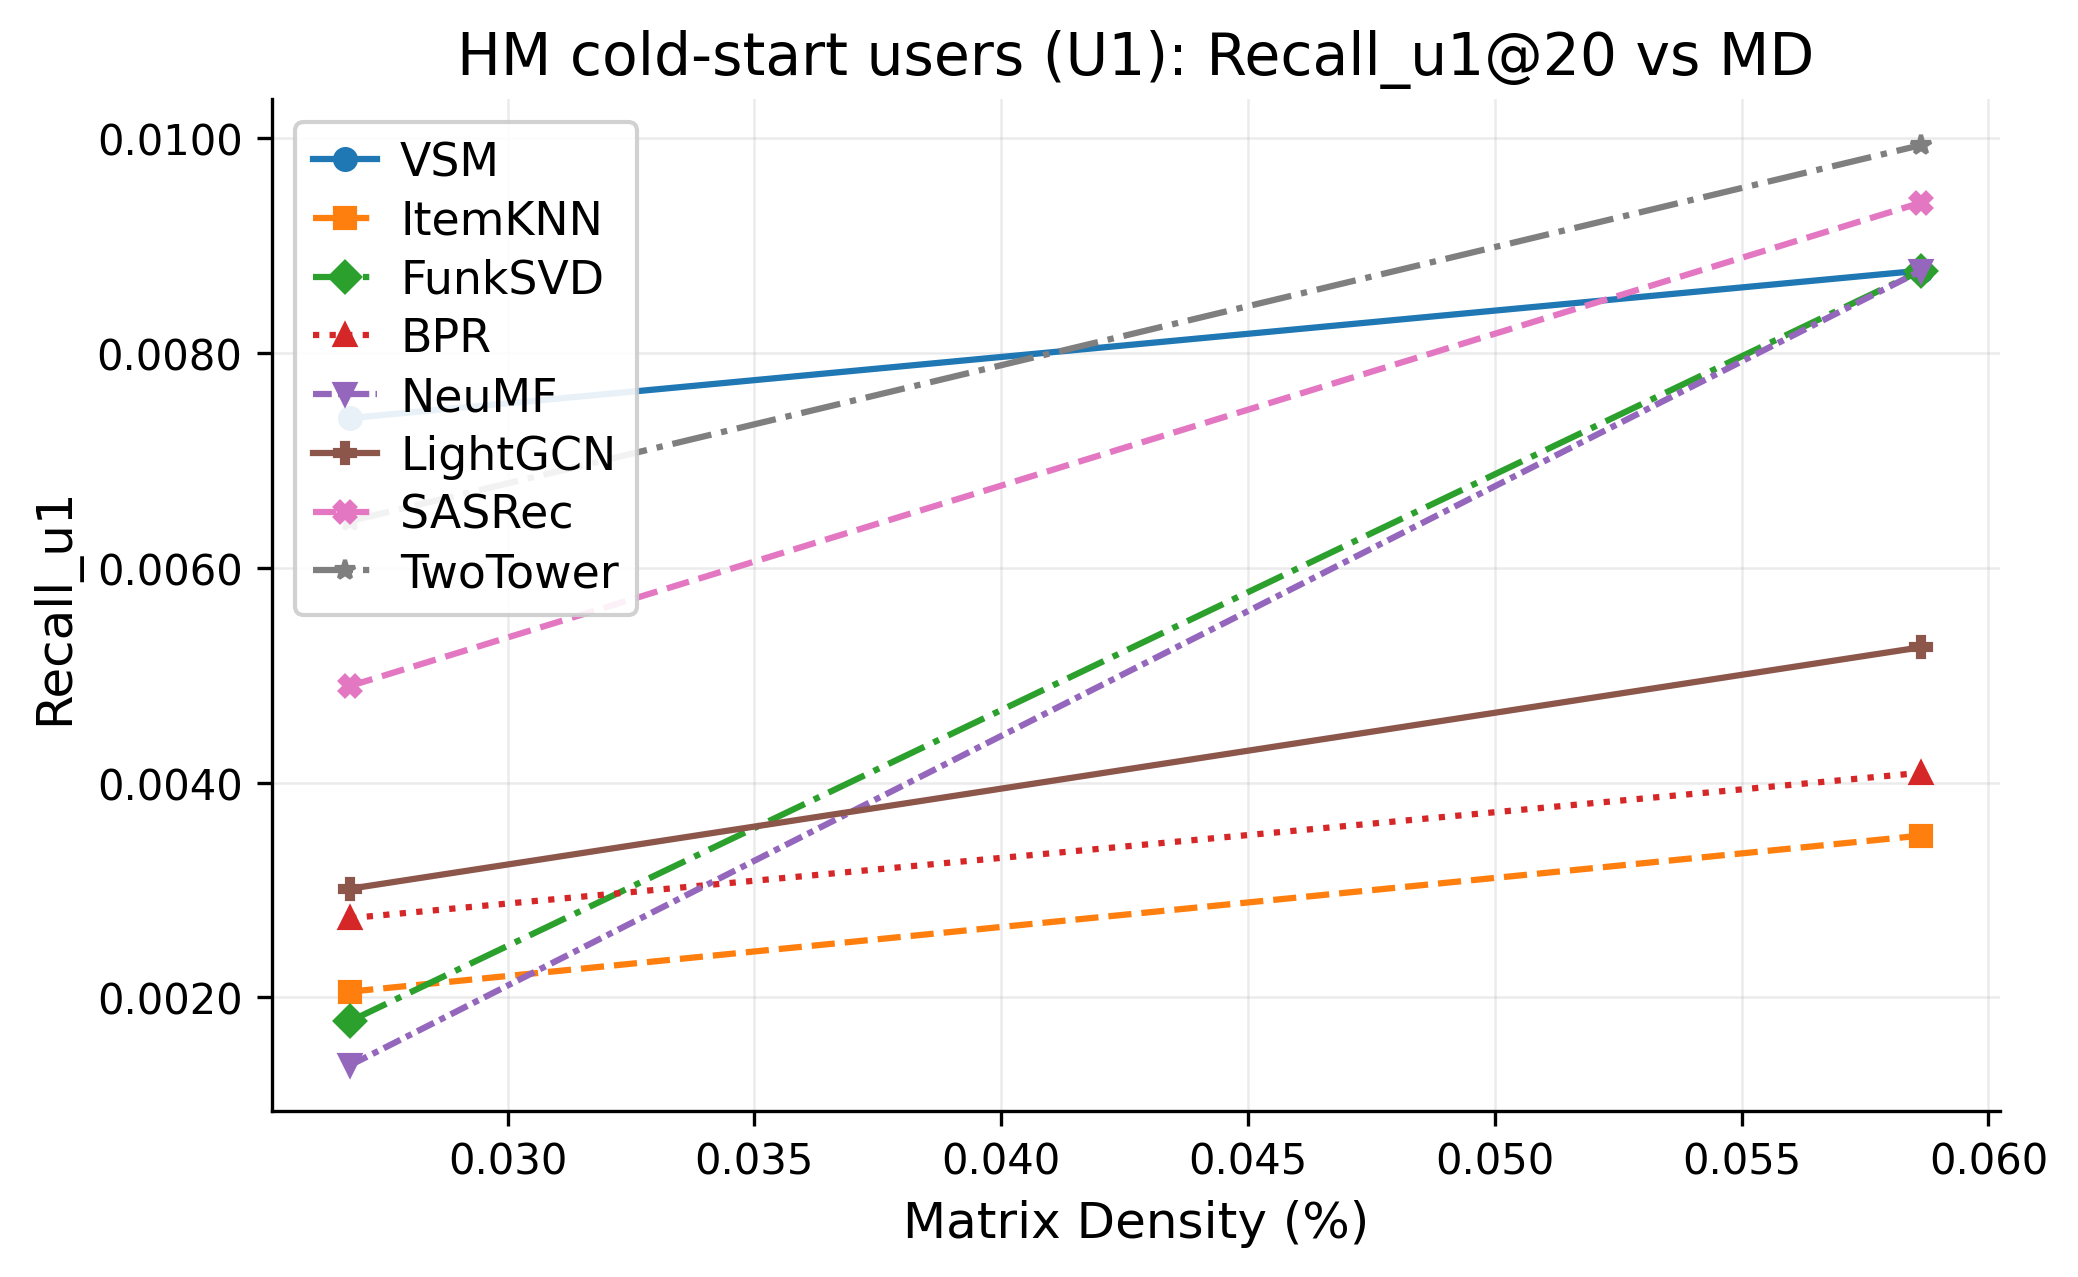 HM cold-start users (U1): Recall_u1@20 vs MD
0.0100
0.0080
0.0060
0.0040
0.0020
Recall_u1
VSM
ItemKNN
FunkSVD
BPR
NeuMF
LightGCN
SASRec
TwoTower
0.030 0.035 0.040 0.045 0.050 0.055 0.060
Matrix Density (%)